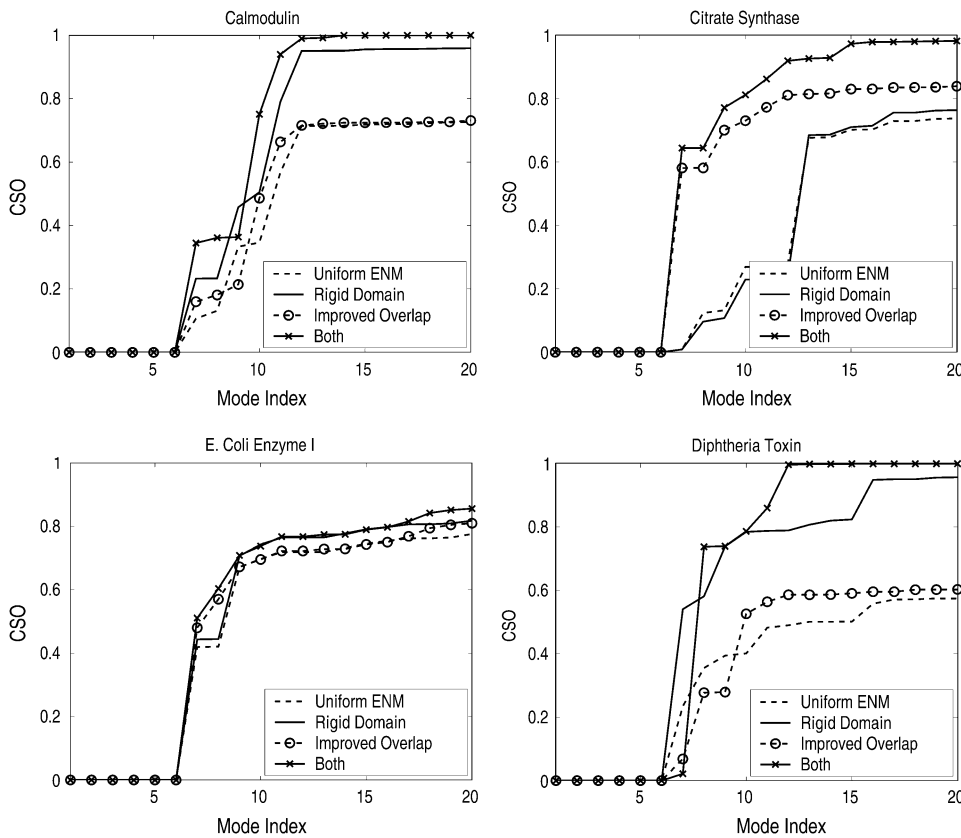 Calmodulin
1
0.8
0.6
0.4
0.2
0
CSO
5
10
15
20
Mode Index
Uniform ENM
Rigid Domain
Improved Overlap
Both
Citrate Synthase
1
0.8
0.6
0.4
0.2
0
CSO
5
10
15
20
Mode Index
Uniform ENM
Rigid Domain
Improved Overlap
Both
E. Coli Enzyme I
1
0.8
0.6
0.4
0.2
0
CSO
5
10
15
20
Mode Index
Uniform ENM
Rigid Domain
Improved Overlap
Both
Diphtheria Toxin
1
0.8
0.6
0.4
0.2
0
CSO
5
10
15
20
Mode Index
Uniform ENM
Rigid Domain
Improved Overlap
Both